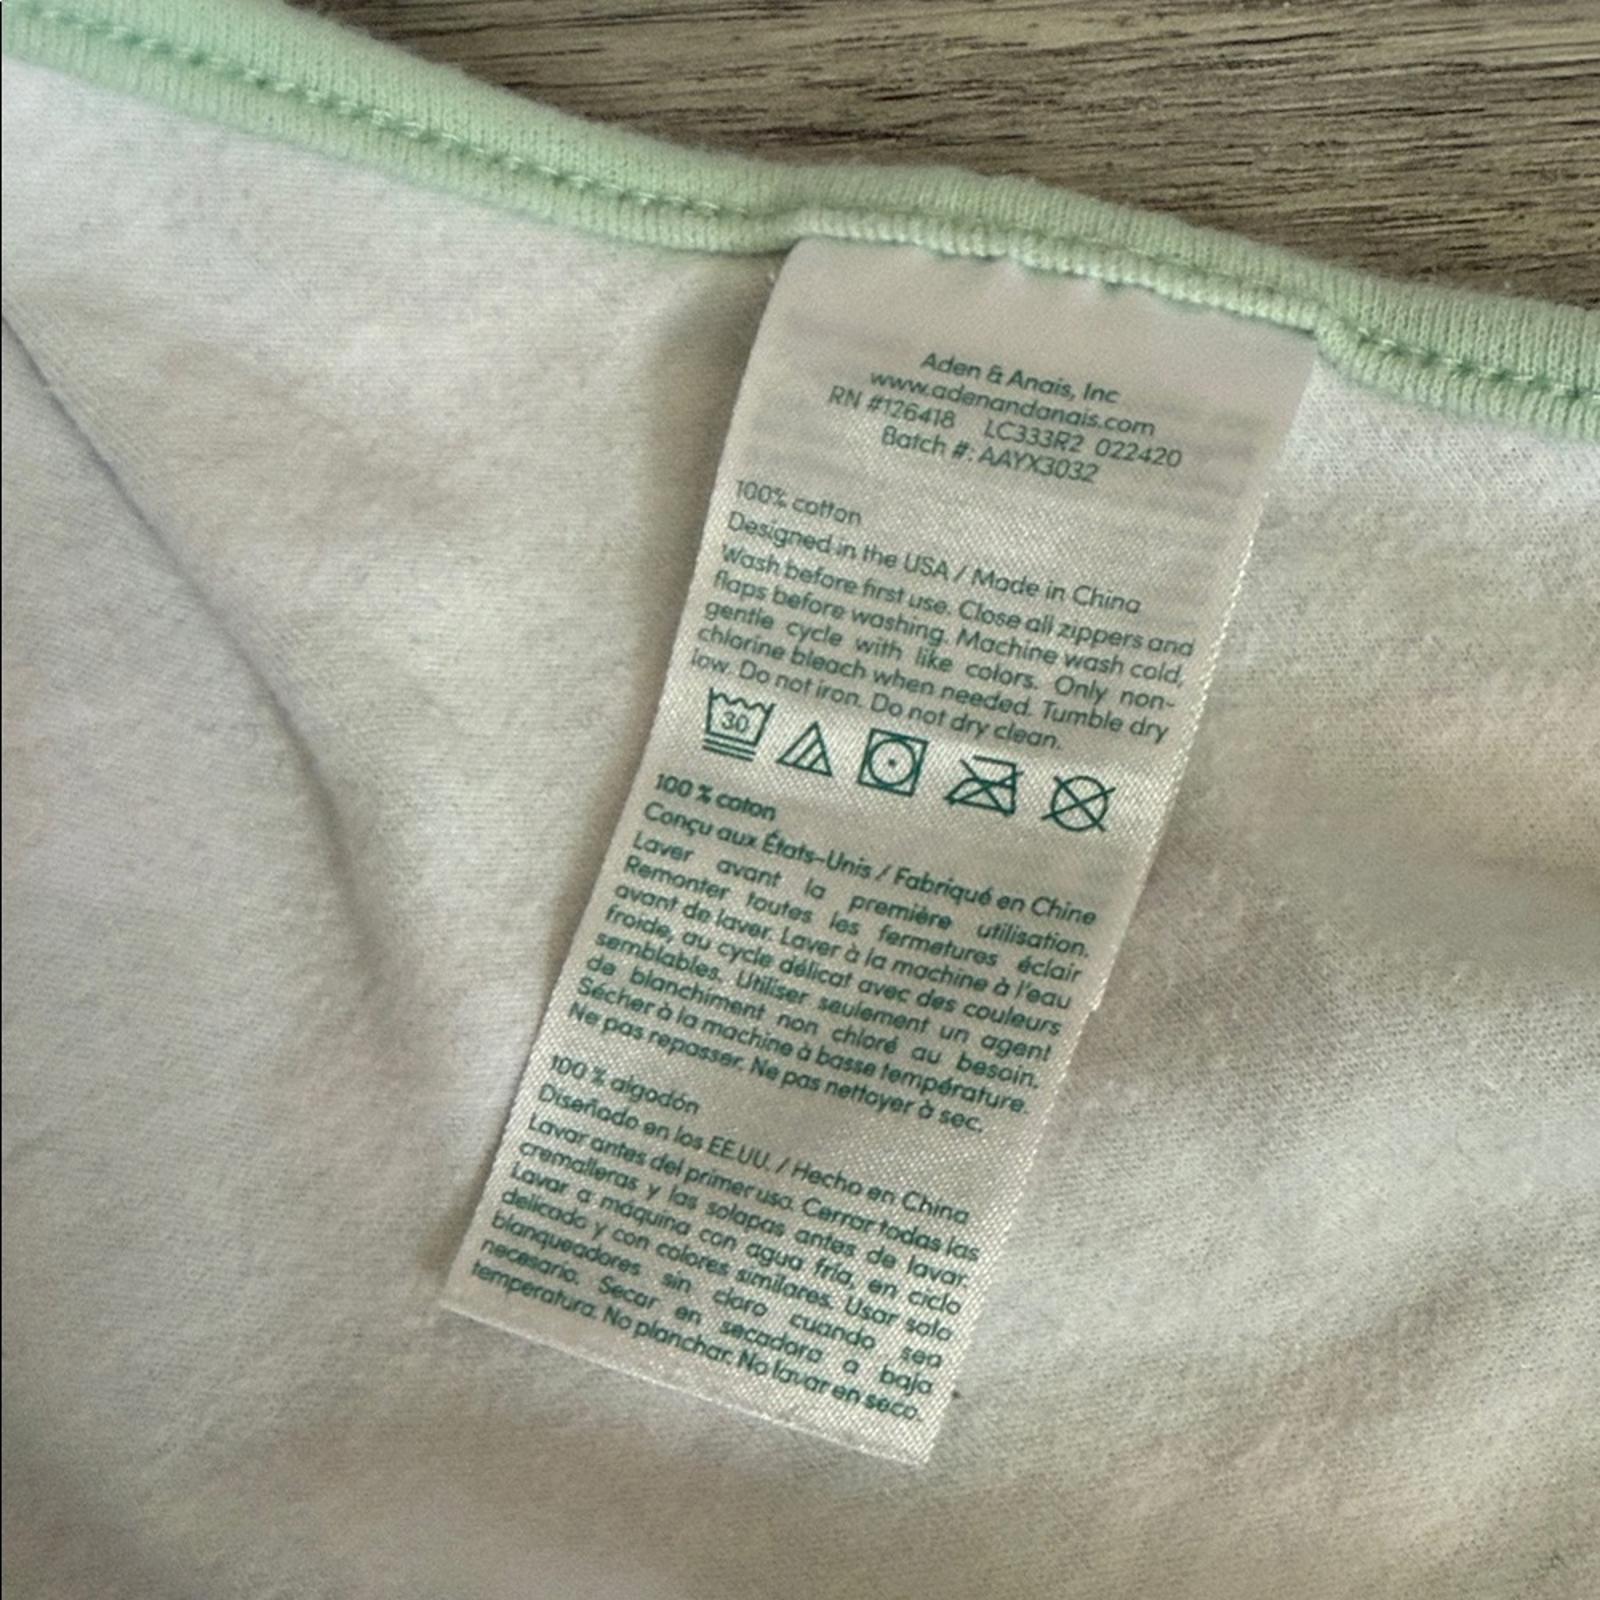 Aden & Anais, Inc
www.adenandanais.com
RN #126418 LC333R2 022420
Batch #: AAYX3032
100% cotton
Designed in the USA / Made in China
Wash before first use. Close all zippers and
flaps before washing. Machine wash cold,
gentle cycle with like colors. Only non-
chlorine bleach when needed. Tumble dry
low. Do not iron. Do not dry clean.
30
100 % coton
Conçu aux États-Unis / Fabriqué en Chine
Laver avant la première utilisation.
Remonter toutes les fermetures éclair
avant de laver. Laver à la machine à l'eau
froide, au cycle délicat avec des couleurs
semblables. Utiliser seulement un agent
de blanchiment non chloré au besoin.
Sécher à la machine à basse température.
Ne pas repasser. Ne pas nettoyer à sec.
100 % algodón
Diseñado en los EE.UU. / Hecho en China
Lavar antes del primer uso. Cerrar todas las
cremalleras y las solapas antes de lavar.
Lavar a máquina con agua fría, en ciclo
delicado y con colores similares. Usar solo
blanqueadores sin cloro cuando sea
necesario. Secar en secadora a baja
temperatura. No planchar. No lavar en seco.